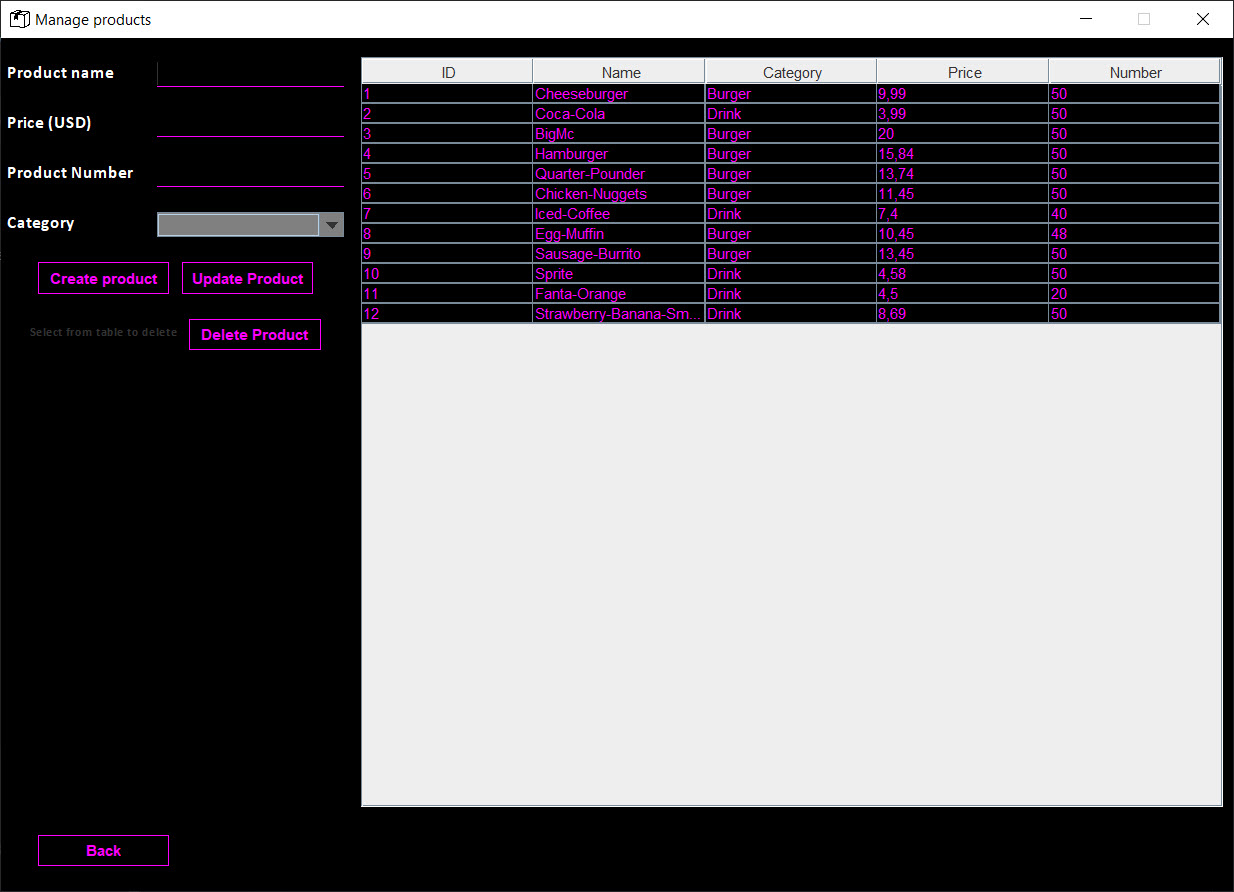 Manage products
Product name
Price (USD)
Product Number
Category
Create product Update Product
Select from table to delete Delete Product
Back
ID Name Category Price Number
1 Cheeseburger Burger 9,99 50
2 Coca-Cola Drink 3,99 50
3 BigMc Burger 20 50
4 Hamburger Burger 15,84 50
5 Quarter-Pounder Burger 13,74 50
6 Chicken-Nuggets Burger 11,45 50
7 Iced-Coffee Drink 7,4 40
8 Egg-Muffin Burger 10,45 48
9 Sausage-Burrito Burger 13,45 50
10 Sprite Drink 4,58 50
11 Fanta-Orange Drink 4,5 20
12 Strawberry-Banana-Sm... Drink 8,69 50